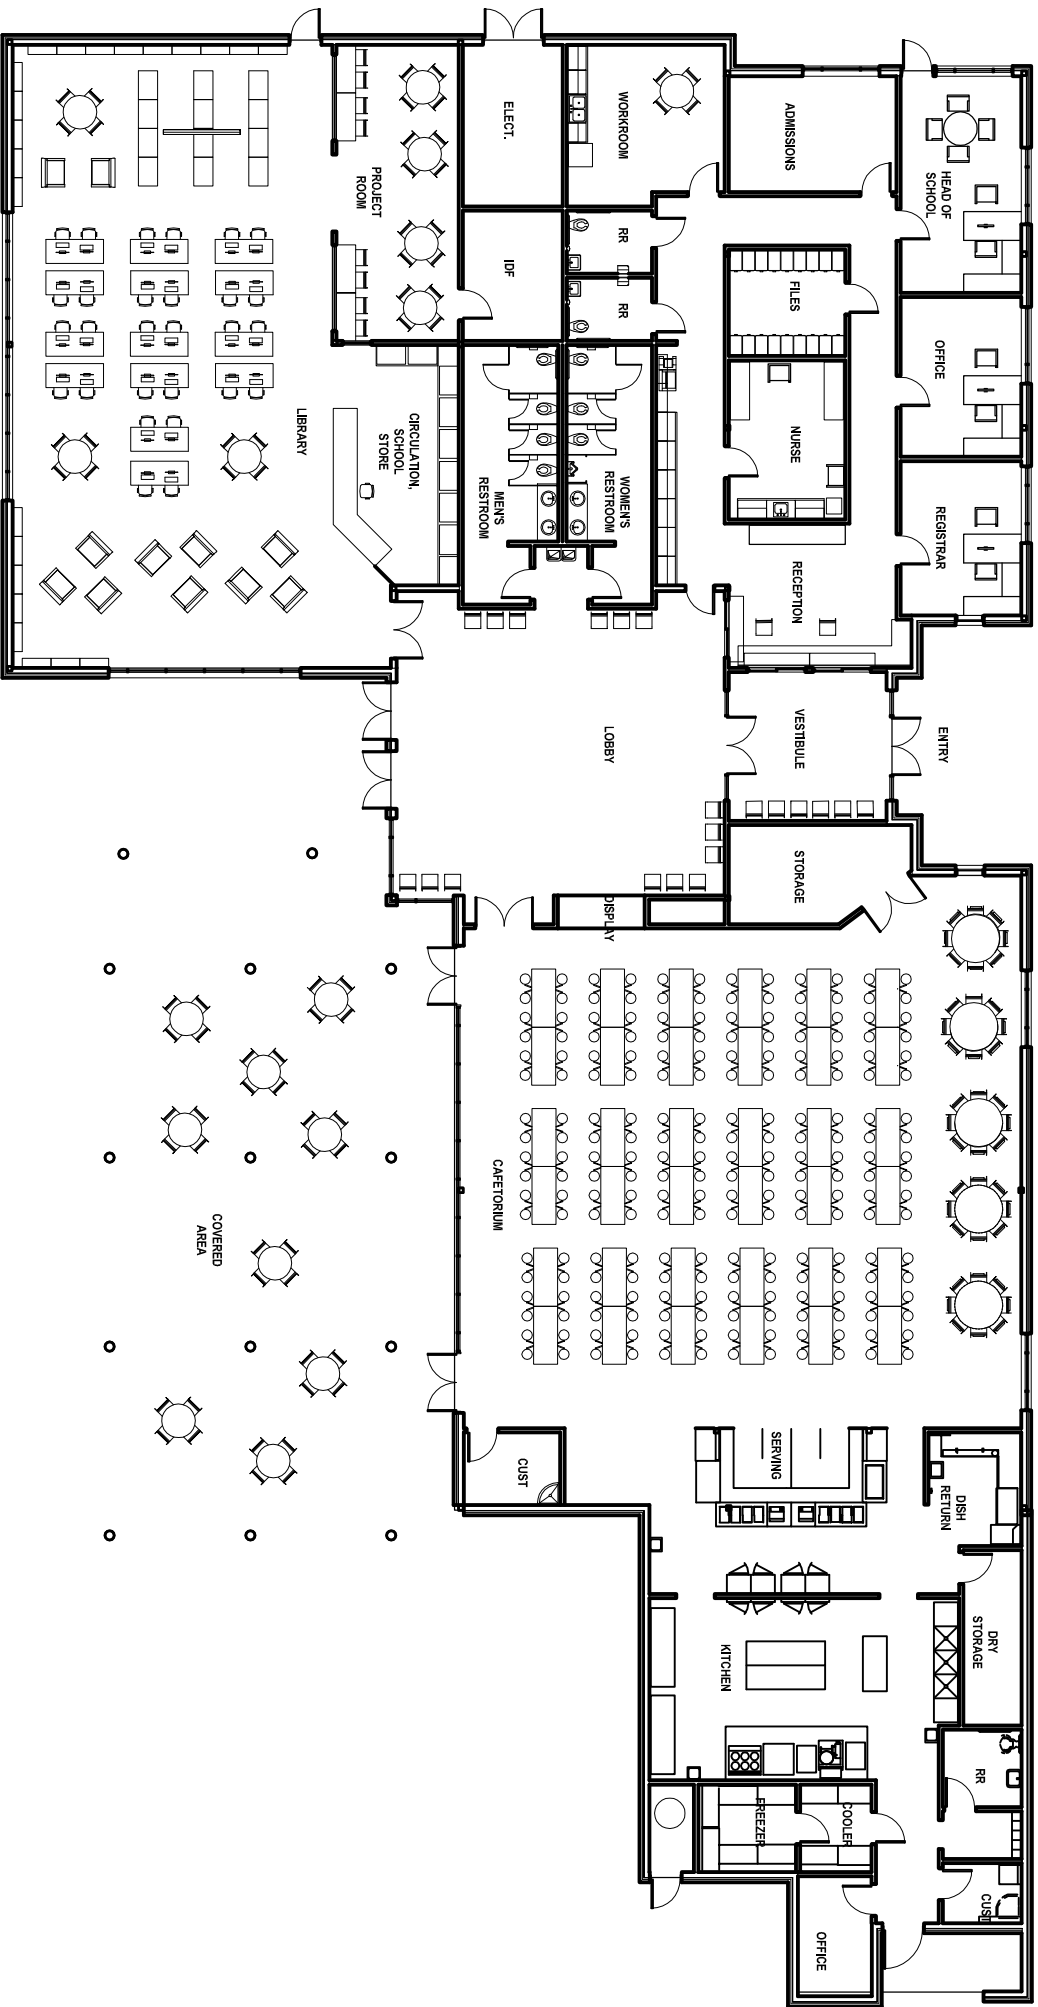 ELECT.
WORKROOM
ADMISSIONS
HEAD OF
SCHOOL
PROJECT
ROOM
IDF
RR
RR
FILES
OFFICE
LIBRARY
CIRCULATION,
SCHOOL
STORE
MEN'S
RESTROOM
WOMEN'S
RESTROOM
NURSE
REGISTRAR
RECEPTION
LOBBY
VESTIBULE
ENTRY
STORAGE
DISPLAY
CAFETORIUM
COVERED
AREA
CUST
SERVING
DISH
RETURN
DRY
STORAGE
KITCHEN
RR
FREEZER
COOLER
CUST
OFFICE